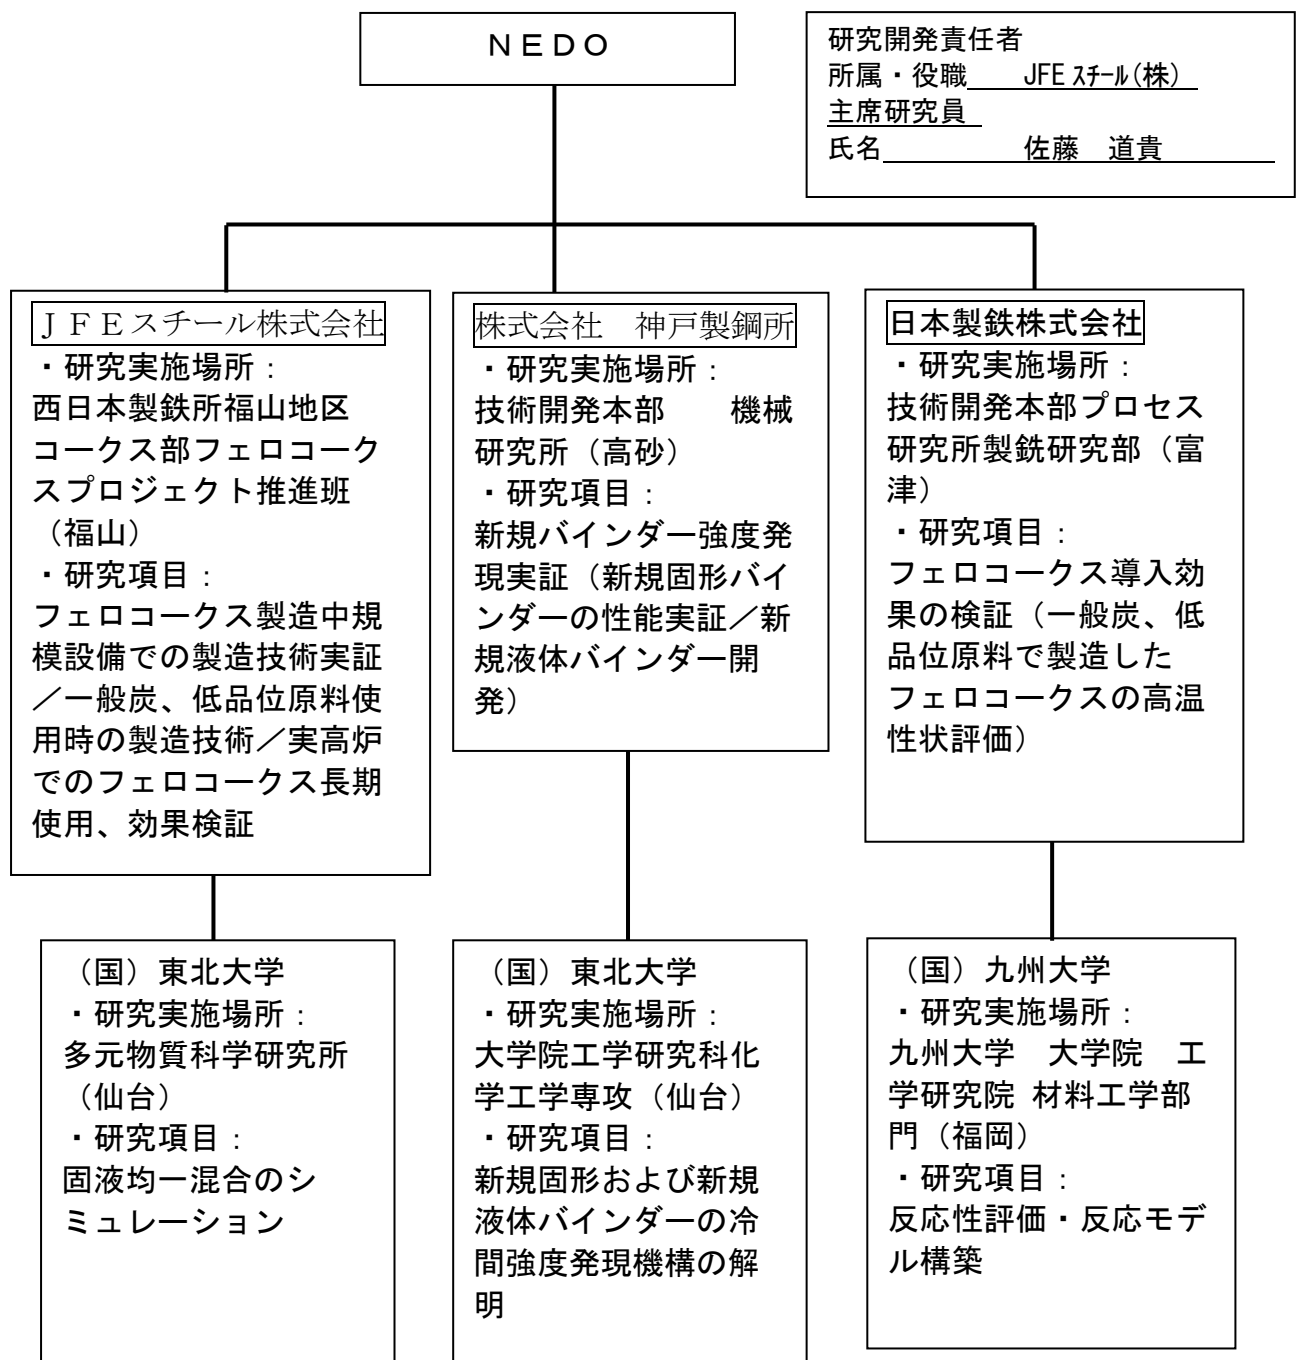 ＮＥＤＯ
研究開発責任者
所属・役職　　JFE ｽﾁｰﾙ(株)
主席研究員
氏名　　　　　佐藤　道貴
ＪＦＥスチール株式会社
・研究実施場所：
西日本製鉄所福山地区
コークス部フェロコーク
スプロジェクト推進班
（福山）
・研究項目：
フェロコークス製造中規
模設備での製造技術実証
／一般炭、低品位原料使
用時の製造技術／実高炉
でのフェロコークス長期
使用、効果検証
株式会社　神戸製鋼所
・研究実施場所：
技術開発本部　　機械
研究所（高砂）
・研究項目：
新規バインダー強度発
現実証（新規固形バイ
ンダーの性能実証／新
規液体バインダー開
発）
日本製鉄株式会社
・研究実施場所：
技術開発本部プロセス
研究所製銑研究部（富
津）
・研究項目：
フェロコークス導入効
果の検証（一般炭、低
品位原料で製造した
フェロコークスの高温
性状評価）
（国）東北大学
・研究実施場所：
多元物質科学研究所
（仙台）
・研究項目：
固液均一混合のシ
ミュレーション
（国）東北大学
・研究実施場所：
大学院工学研究科化
学工学専攻（仙台）
・研究項目：
新規固形および新規
液体バインダーの冷
間強度発現機構の解
明
（国）九州大学
・研究実施場所：
九州大学　大学院　工
学研究院 材料工学部
門（福岡）
・研究項目：
反応性評価・反応モデ
ル構築